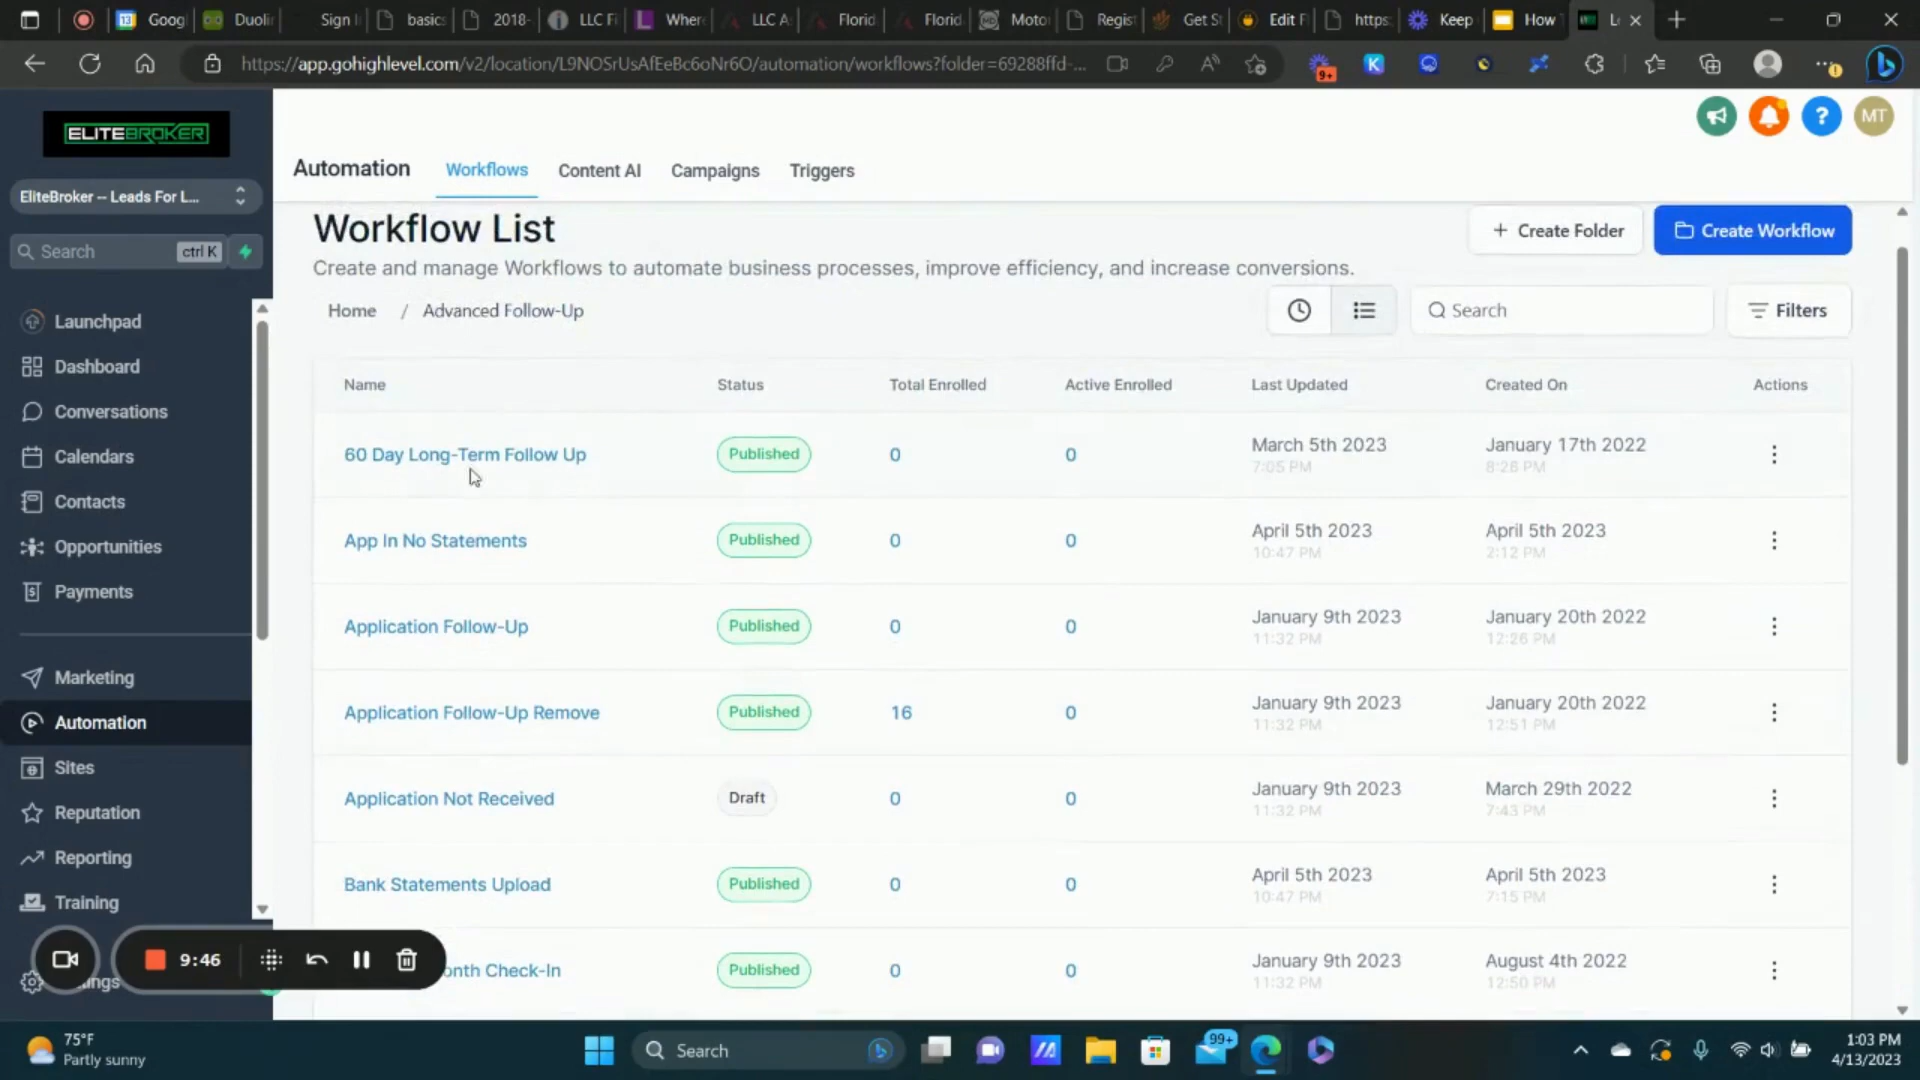 Goog
Duolin
Sign I
basics
2018-
LLC Fi
Where
LLC A
Florid
Florid
Moto
Regist
Get St
Edit F
https:
Keep
How
L
https://app.gohighlevel.com/v2/location/L9NOSrUsAfEeBc6oNr6O/automation/workflows?folder=69288ffd-...
9+
K
ELITEBROKER
EliteBroker -- Leads For L...
Search ctrl K
Launchpad
Dashboard
Conversations
Calendars
Contacts
Opportunities
Payments
Marketing
Automation
Sites
Reputation
Reporting
Training
9:46
ngs
MT
Automation Workflows Content AI Campaigns Triggers
Workflow List
+ Create Folder
Create Workflow
Create and manage Workflows to automate business processes, improve efficiency, and increase conversions.
Home / Advanced Follow-Up
Search
Filters
Name Status Total Enrolled Active Enrolled Last Updated Created On Actions
60 Day Long-Term Follow Up Published 0 0 March 5th 2023 January 17th 2022
7:05 PM 8:26 PM
App In No Statements Published 0 0 April 5th 2023 April 5th 2023
10:47 PM 2:12 PM
Application Follow-Up Published 0 0 January 9th 2023 January 20th 2022
11:32 PM 12:26 PM
Application Follow-Up Remove Published 16 0 January 9th 2023 January 20th 2022
11:32 PM 12:51 PM
Application Not Received Draft 0 0 January 9th 2023 March 29th 2022
11:32 PM 7:43 PM
Bank Statements Upload Published 0 0 April 5th 2023 April 5th 2023
10:47 PM 7:15 PM
onth Check-In Published 0 0 January 9th 2023 August 4th 2022
11:32 PM 12:50 PM
75°F
Partly sunny
Search
99+
1:03 PM
4/13/2023